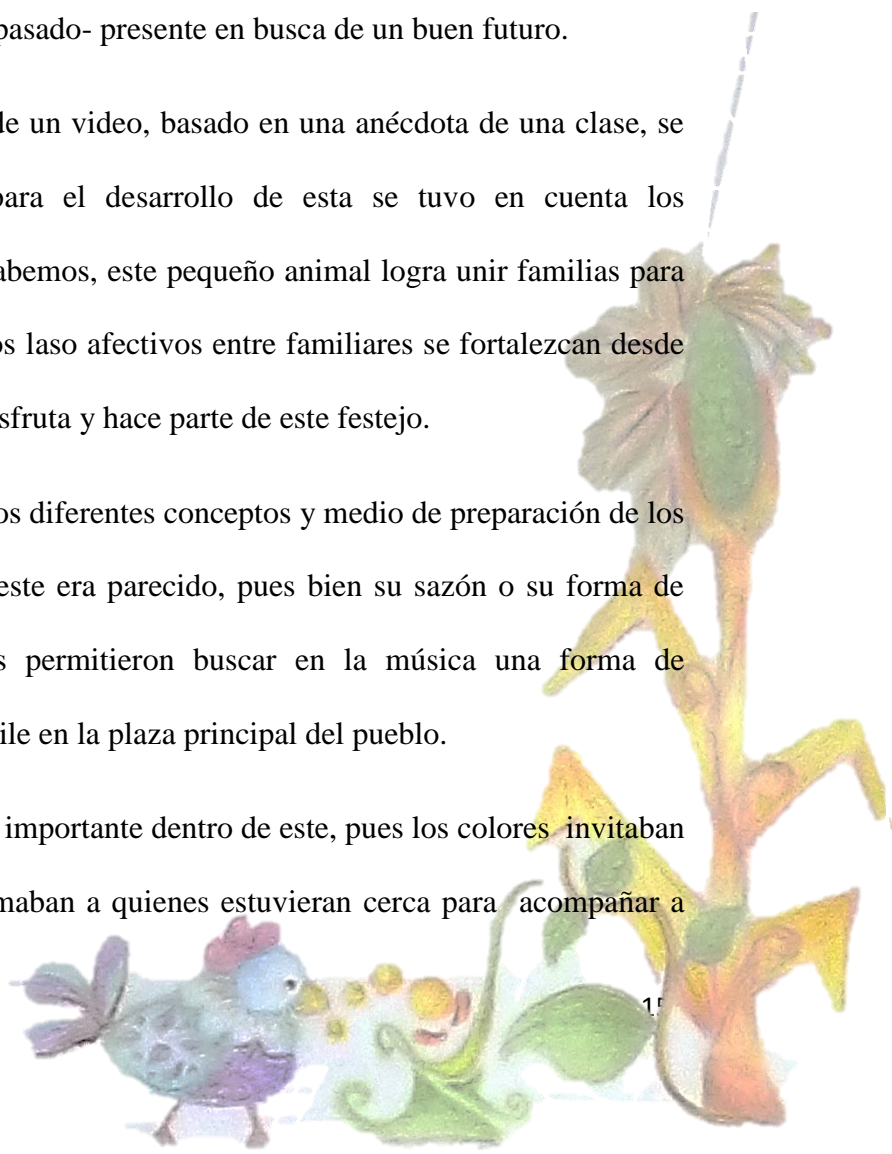 pasado- presente en busca de un buen futuro.
de un video, basado en una anécdota de una clase, se
para el desarrollo de esta se tuvo en cuenta los
abemos, este pequeño animal logra unir familias para
os laso afectivos entre familiares se fortalezcan desde
sfruta y hace parte de este festejo.
os diferentes conceptos y medio de preparación de los
este era parecido, pues bien su sazón o su forma de
s permitieron buscar en la música una forma de
ile en la plaza principal del pueblo.
importante dentro de este, pues los colores invitaban
maban a quienes estuvieran cerca para acompañar a